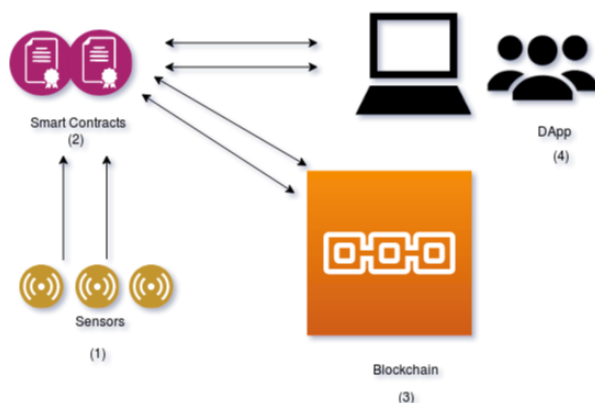 Smart Contracts
(2)
DApp
(4)
Sensors
(1)
Blockchain
(3)